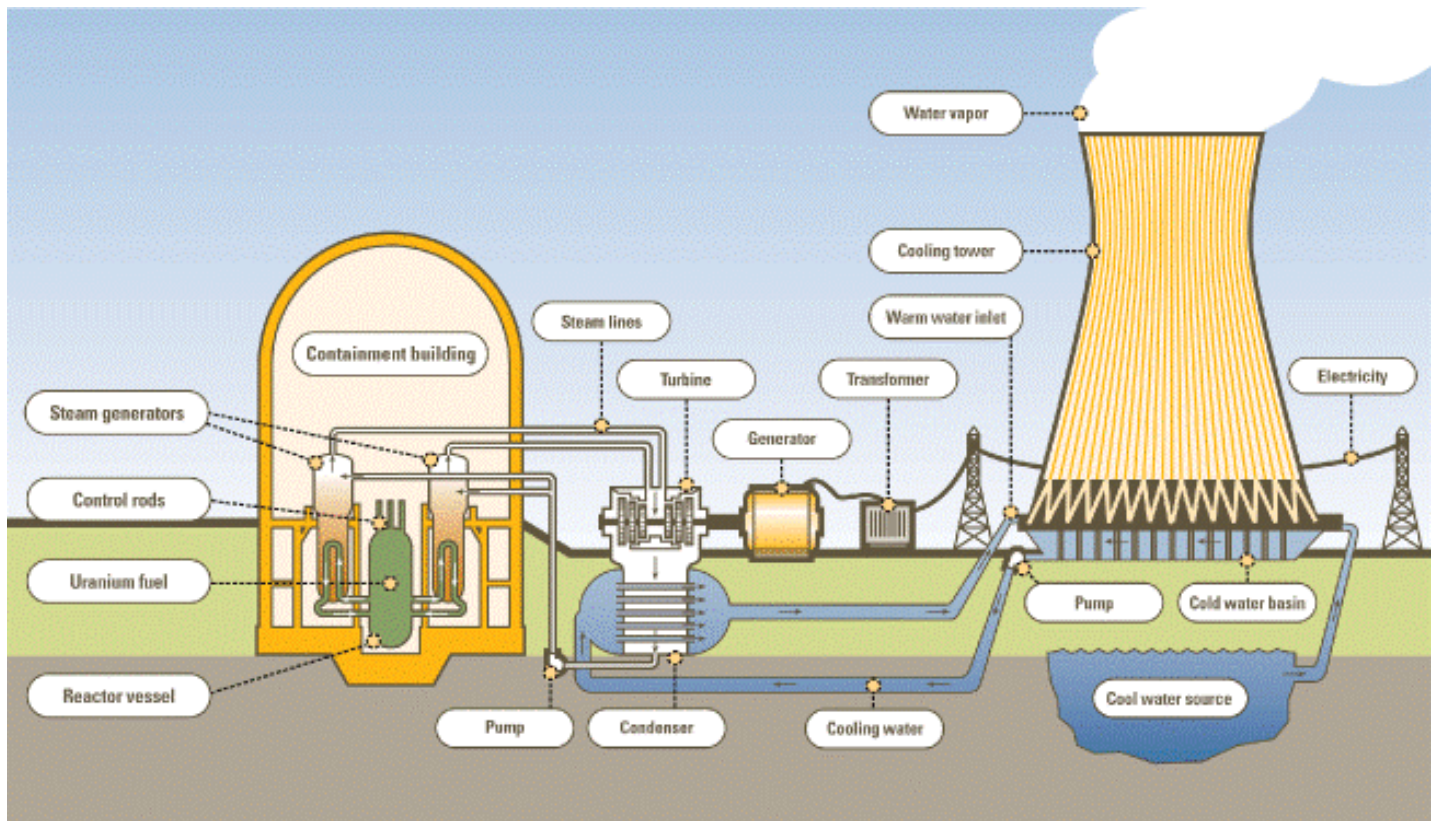 Water vapor
Cooling tower
Steam lines
Warm water inlet
Containment building
Turbine
Transformer
Electricity
Steam generators
Generator
Control rods
Uranium fuel
Pump
Cold water basin
Reactor vessel
Cool water source
Pump
Condenser
Cooling water